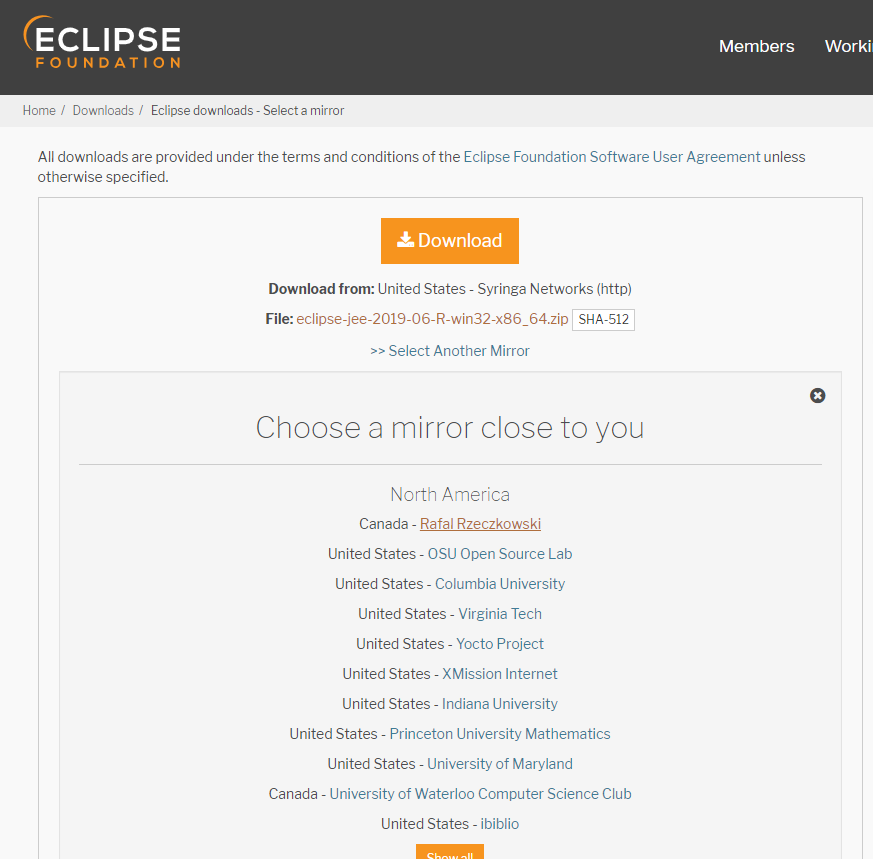 ECLIPSE
FOUNDATION
Members Worki
Home / Downloads / Eclipse downloads - Select a mirror
All downloads are provided under the terms and conditions of the Eclipse Foundation Software User Agreement unless
otherwise specified.
Download
Download from: United States - Syringa Networks (http)
File: eclipse-jee-2019-06-R-win32-x86_64.zip SHA-512
>> Select Another Mirror
Choose a mirror close to you
North America
Canada - Rafal Rzeczkowski
United States - OSU Open Source Lab
United States - Columbia University
United States - Virginia Tech
United States - Yocto Project
United States - XMission Internet
United States - Indiana University
United States - Princeton University Mathematics
United States - University of Maryland
Canada - University of Waterloo Computer Science Club
United States - ibiblio
Show all